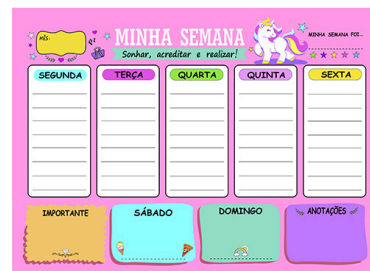 MÊS:
MINHA SEMANA
Sonhar, acreditar e realizar!
MINHA SEMANA FOI...
SEGUNDA
TERÇA
QUARTA
QUINTA
SEXTA
IMPORTANTE
SÁBADO
DOMINGO
ANOTAÇÕES